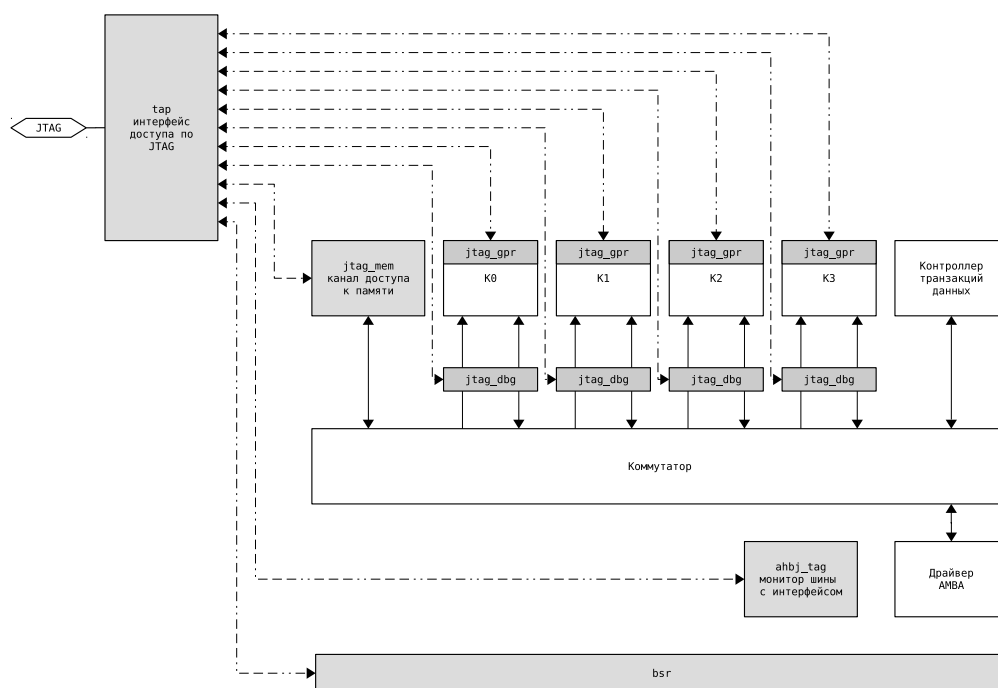 tap
интерфейс
доступа по
JTAG
JTAG
jtag_mem
канал доступа
к памяти
jtag_gpr
K0
jtag_gpr
K1
jtag_gpr
K2
jtag_gpr
K3
Контроллер
транзакций
данных
jtag_dbg
jtag_dbg
jtag_dbg
jtag_dbg
Коммутатор
ahbj_tag
монитор шины
с интерфейсом
Драйвер
AMBA
bsr